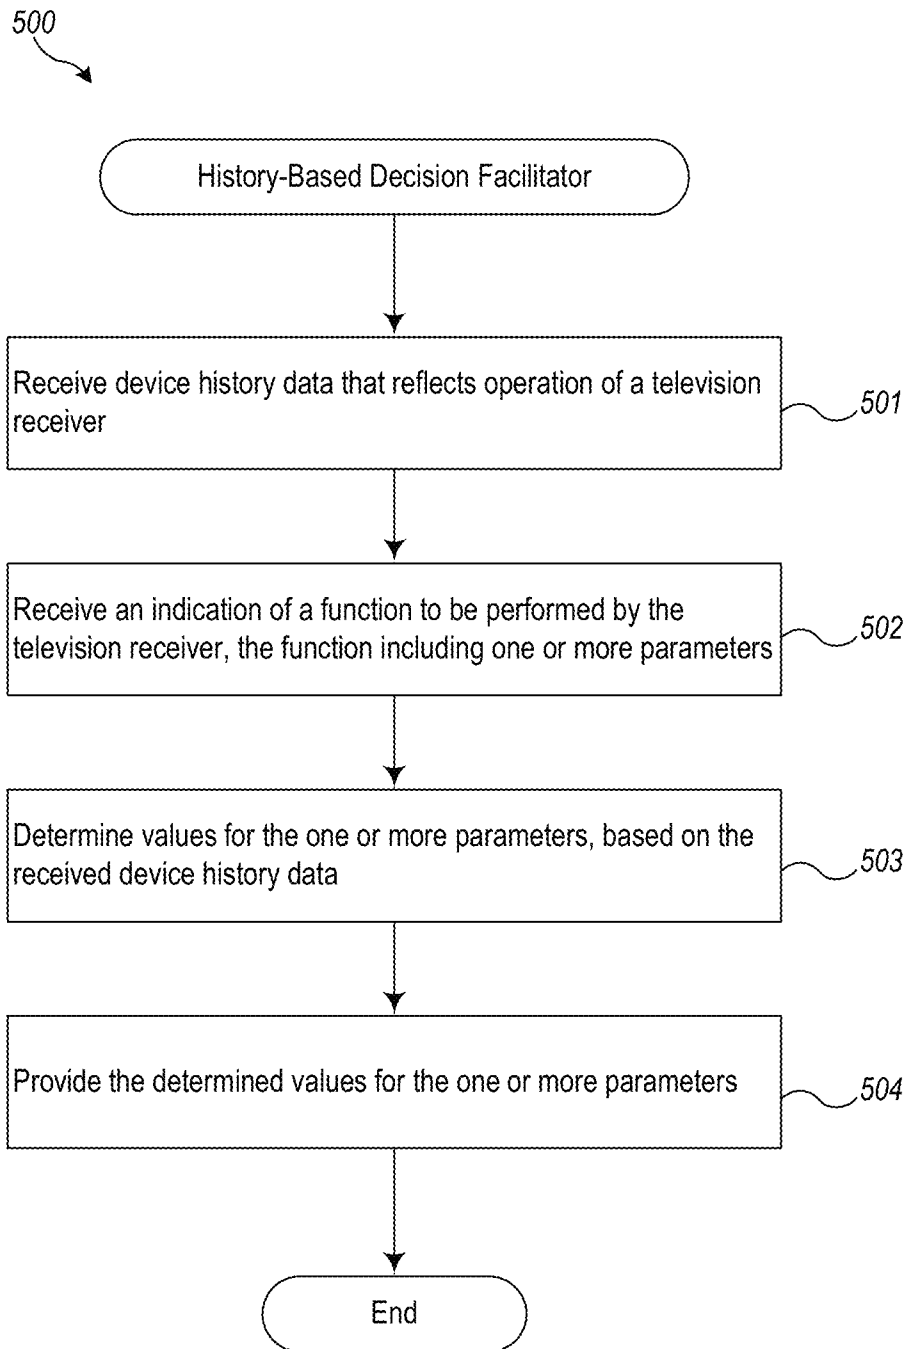 500
History-Based Decision Facilitator
Receive device history data that reflects operation of a television
receiver
501
Receive an indication of a function to be performed by the
television receiver, the function including one or more parameters
502
Determine values for the one or more parameters, based on the
received device history data
503
Provide the determined values for the one or more parameters
504
End